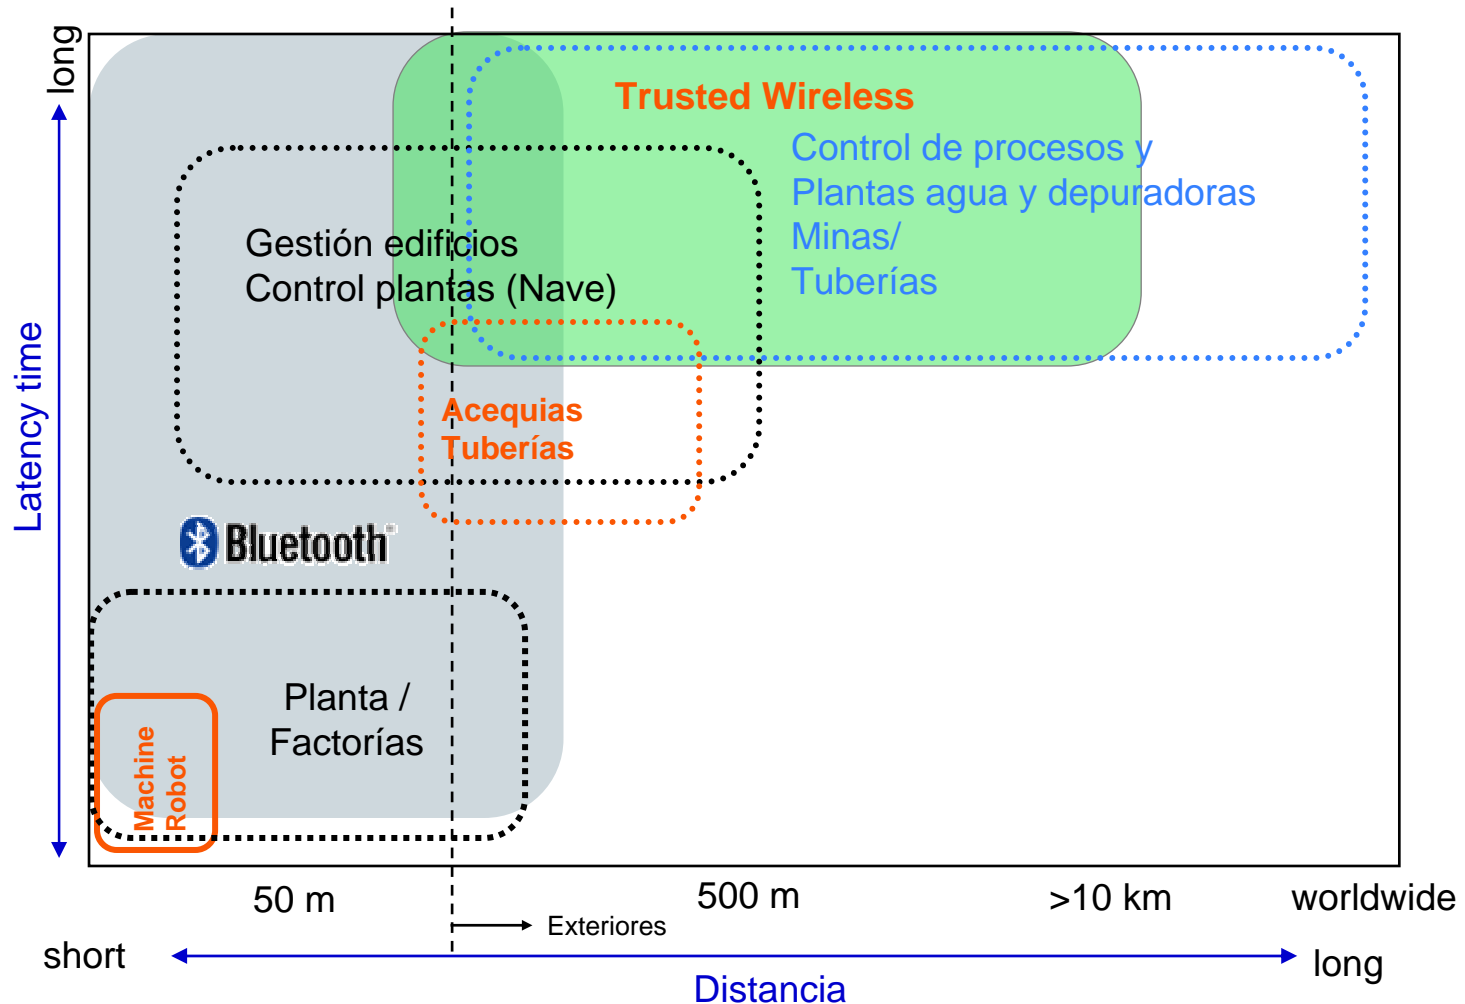 long
Latency time
Trusted Wireless
Control de procesos y
Plantas agua y depuradoras
Minas/
Tuberías
Gestión edificios
Control plantas (Nave)
Acequias
Tuberías
Bluetooth
Planta /
Factorías
Machine
Robot
50 m
500 m
>10 km
worldwide
Exteriores
short
long
Distancia